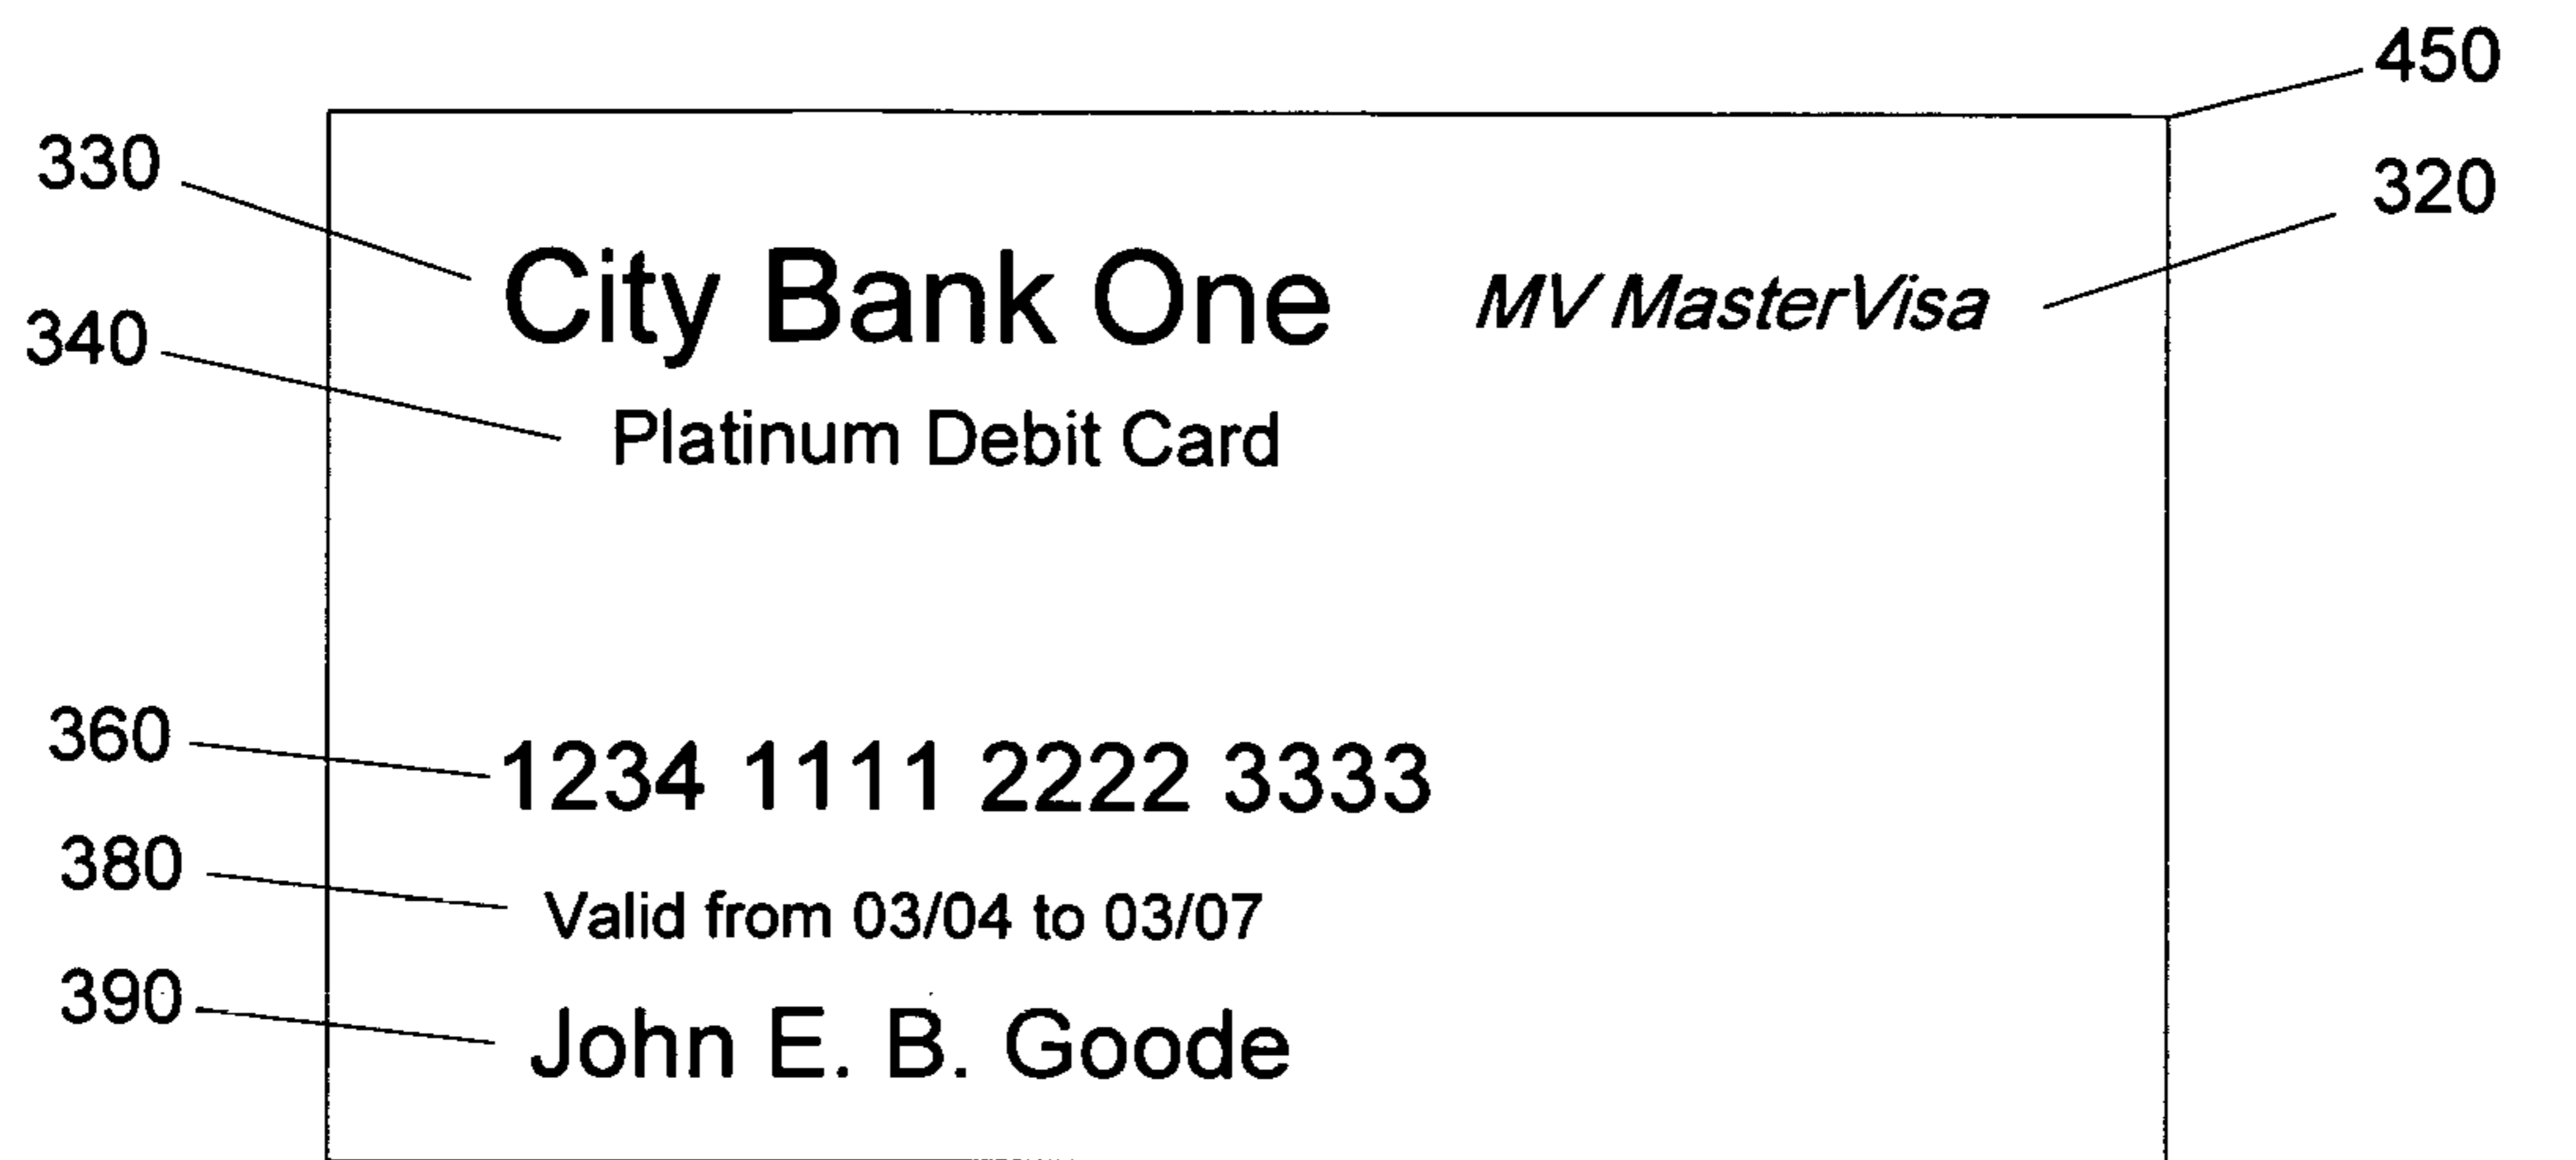 450
330
320
City Bank One MV MasterVisa
340
Platinum Debit Card
360
1234 1111 2222 3333
380
Valid from 03/04 to 03/07
390
John E. B. Goode